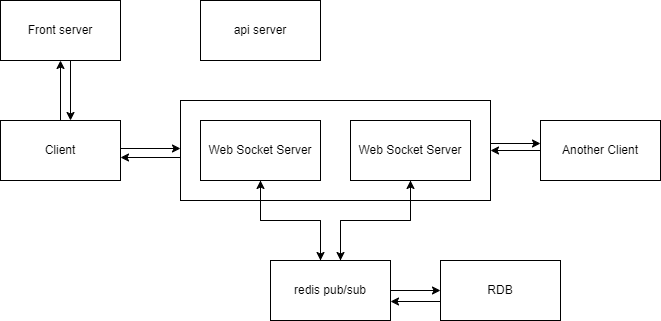 Front server
api server
Client
Web Socket Server
Web Socket Server
Another Client
redis pub/sub
RDB